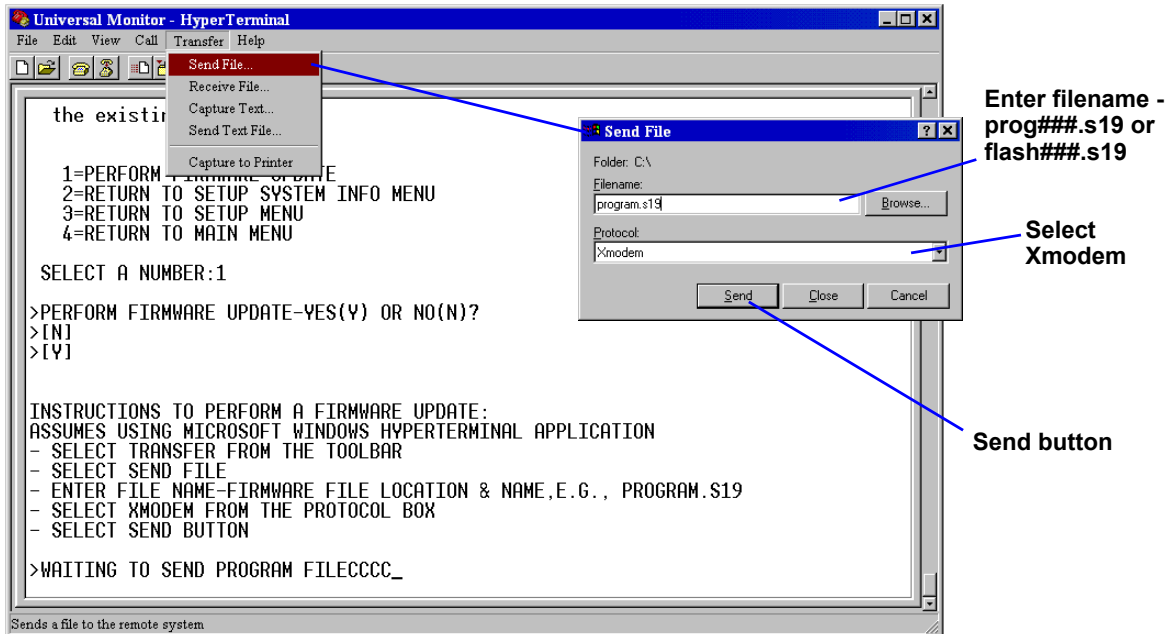 Universal Monitor - HyperTerminal
File Edit View Call Transfer Help
Send File...
Receive File...
Capture Text...
Send Text File...
Capture to Printer
the existin
1=PERFORM FIRMWARE UPDATE
2=RETURN TO SETUP SYSTEM INFO MENU
3=RETURN TO SETUP MENU
4=RETURN TO MAIN MENU
SELECT A NUMBER:1
>PERFORM FIRMWARE UPDATE-YES(Y) OR NO(N)?
>[N]
>[Y]
INSTRUCTIONS TO PERFORM A FIRMWARE UPDATE:
ASSUMES USING MICROSOFT WINDOWS HYPERTERMINAL APPLICATION
- SELECT TRANSFER FROM THE TOOLBAR
- SELECT SEND FILE
- ENTER FILE NAME-FIRMWARE FILE LOCATION & NAME,E.G., PROGRAM.S19
- SELECT XMODEM FROM THE PROTOCOL BOX
- SELECT SEND BUTTON
>WAITING TO SEND PROGRAM FILECCCC_
Sends a file to the remote system
Send File
Folder: C:\
Filename:
program.s19
Browse...
Protocol:
Xmodem
Send Close Cancel
Enter filename -
prog###.s19 or
flash###.s19
Select
Xmodem
Send button